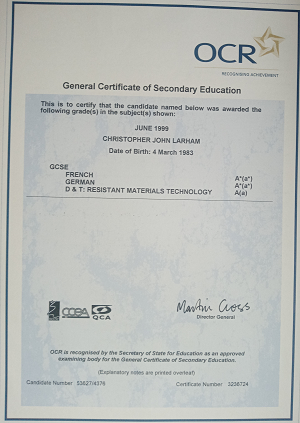 OCR
RECOGNISING ACHIEVEMENT
General Certificate of Secondary Education
This is to certify that the candidate named below was awarded the
following grade(s) in the subject(s) shown:
JUNE 1999
CHRISTOPHER JOHN LARHAM
Date of Birth: 4 March 1983
GCSE
FRENCH A*(a*)
GERMAN A*(a*)
D & T: RESISTANT MATERIALS TECHNOLOGY A(a)
QCA
Martin Cross
Director General
OCR is recognised by the Secretary of State for Education as an approved
examining body for the General Certificate of Secondary Education.
(Explanatory notes are printed overleaf)
Candidate Number 53627/4376 Certificate Number 3236724